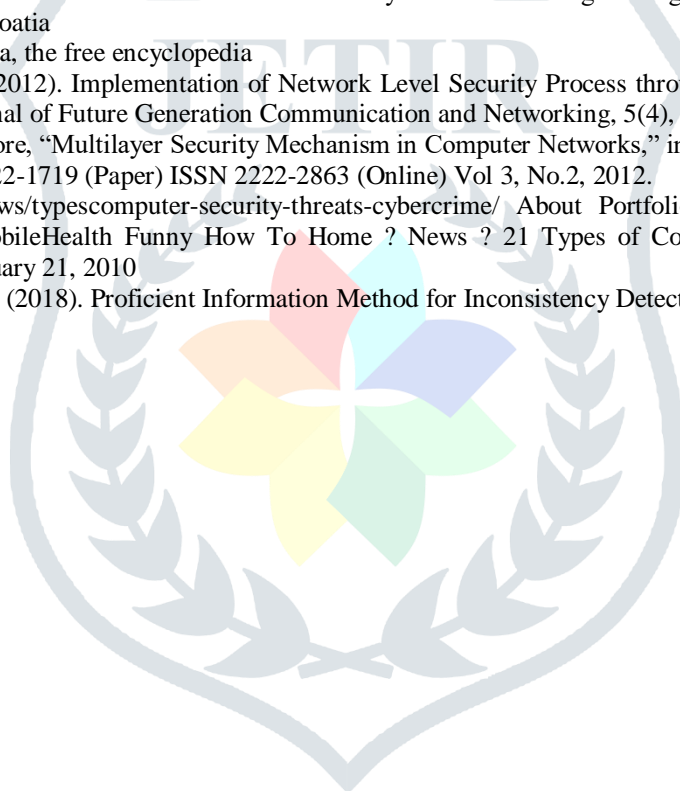 oatia
a, the free encyclopedia
2012). Implementation of Network Level Security Process throu
nal of Future Generation Communication and Networking, 5(4),
JETIR
ore, “Multilayer Security Mechanism in Computer Networks,” in
22-1719 (Paper) ISSN 2222-2863 (Online) Vol 3, No.2, 2012.
ws/typescomputer-security-threats-cybercrime/ About Portfoli
obileHealth Funny How To Home ? News ? 21 Types of Co
uary 21, 2010
(2018). Proficient Information Method for Inconsistency Detect